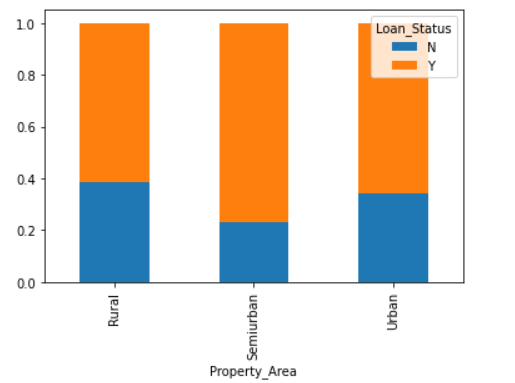 Loan_Status
N
Y
1.0
0.8
0.6
0.4
0.2
0.0
Rural
Semiurban
Urban
Property_Area